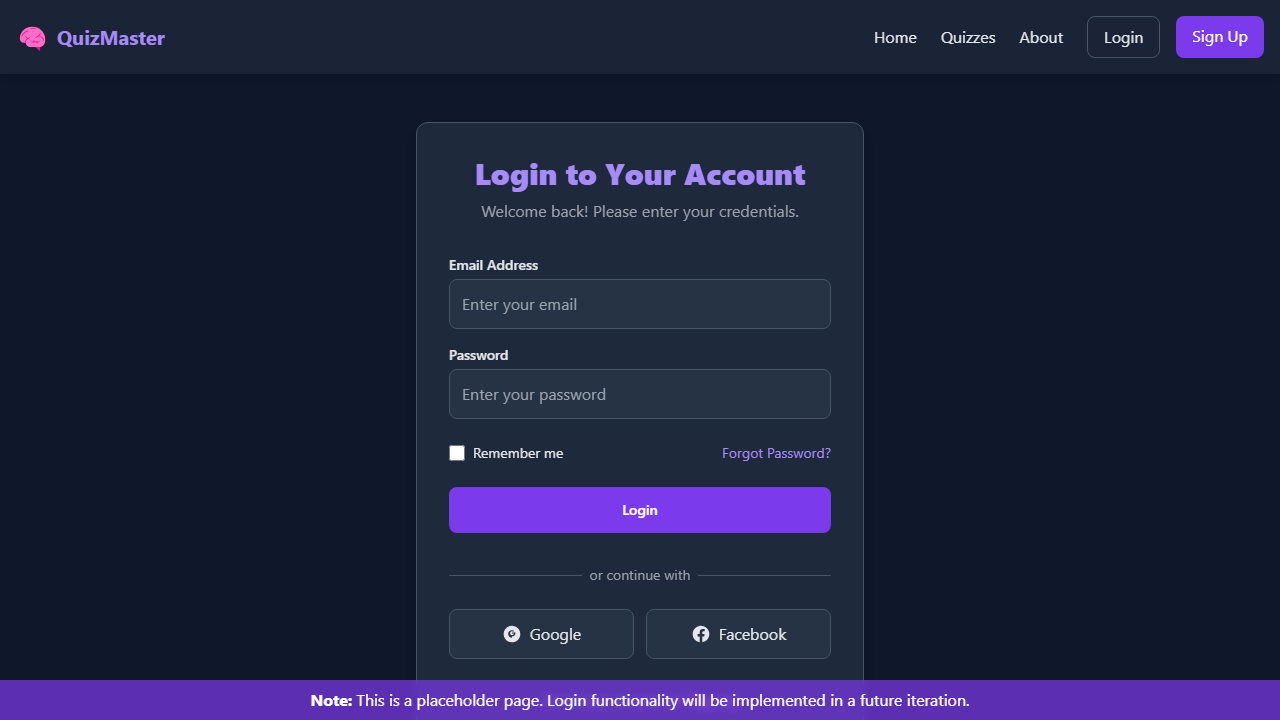 QuizMaster
Home Quizzes About Login Sign Up
Login to Your Account
Welcome back! Please enter your credentials.
Email Address
Enter your email
Password
Enter your password
Remember me Forgot Password?
Login
or continue with
Google Facebook
Note: This is a placeholder page. Login functionality will be implemented in a future iteration.